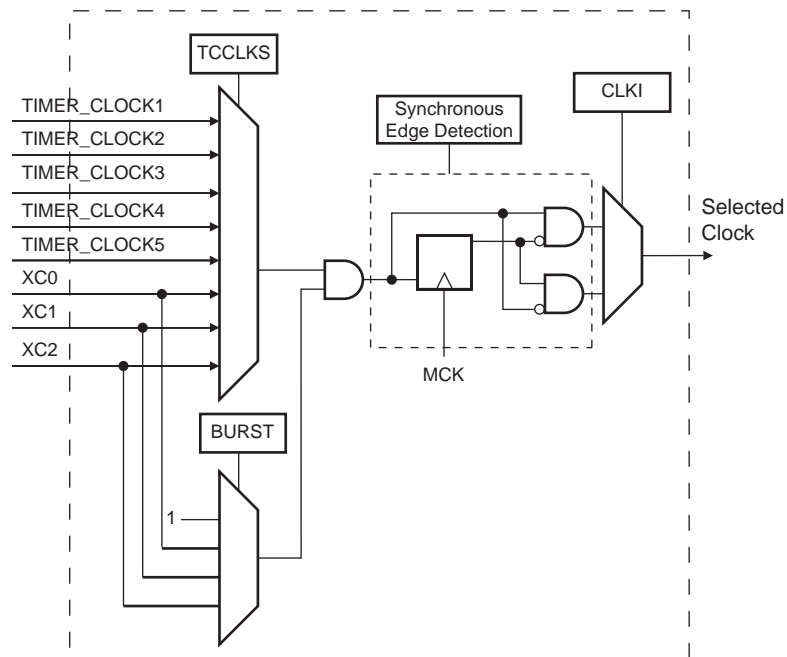 TCCLKS
TIMER_CLOCK1
TIMER_CLOCK2
TIMER_CLOCK3
TIMER_CLOCK4
TIMER_CLOCK5
XC0
XC1
XC2
Synchronous
Edge Detection
CLKI
Selected
Clock
MCK
BURST
1